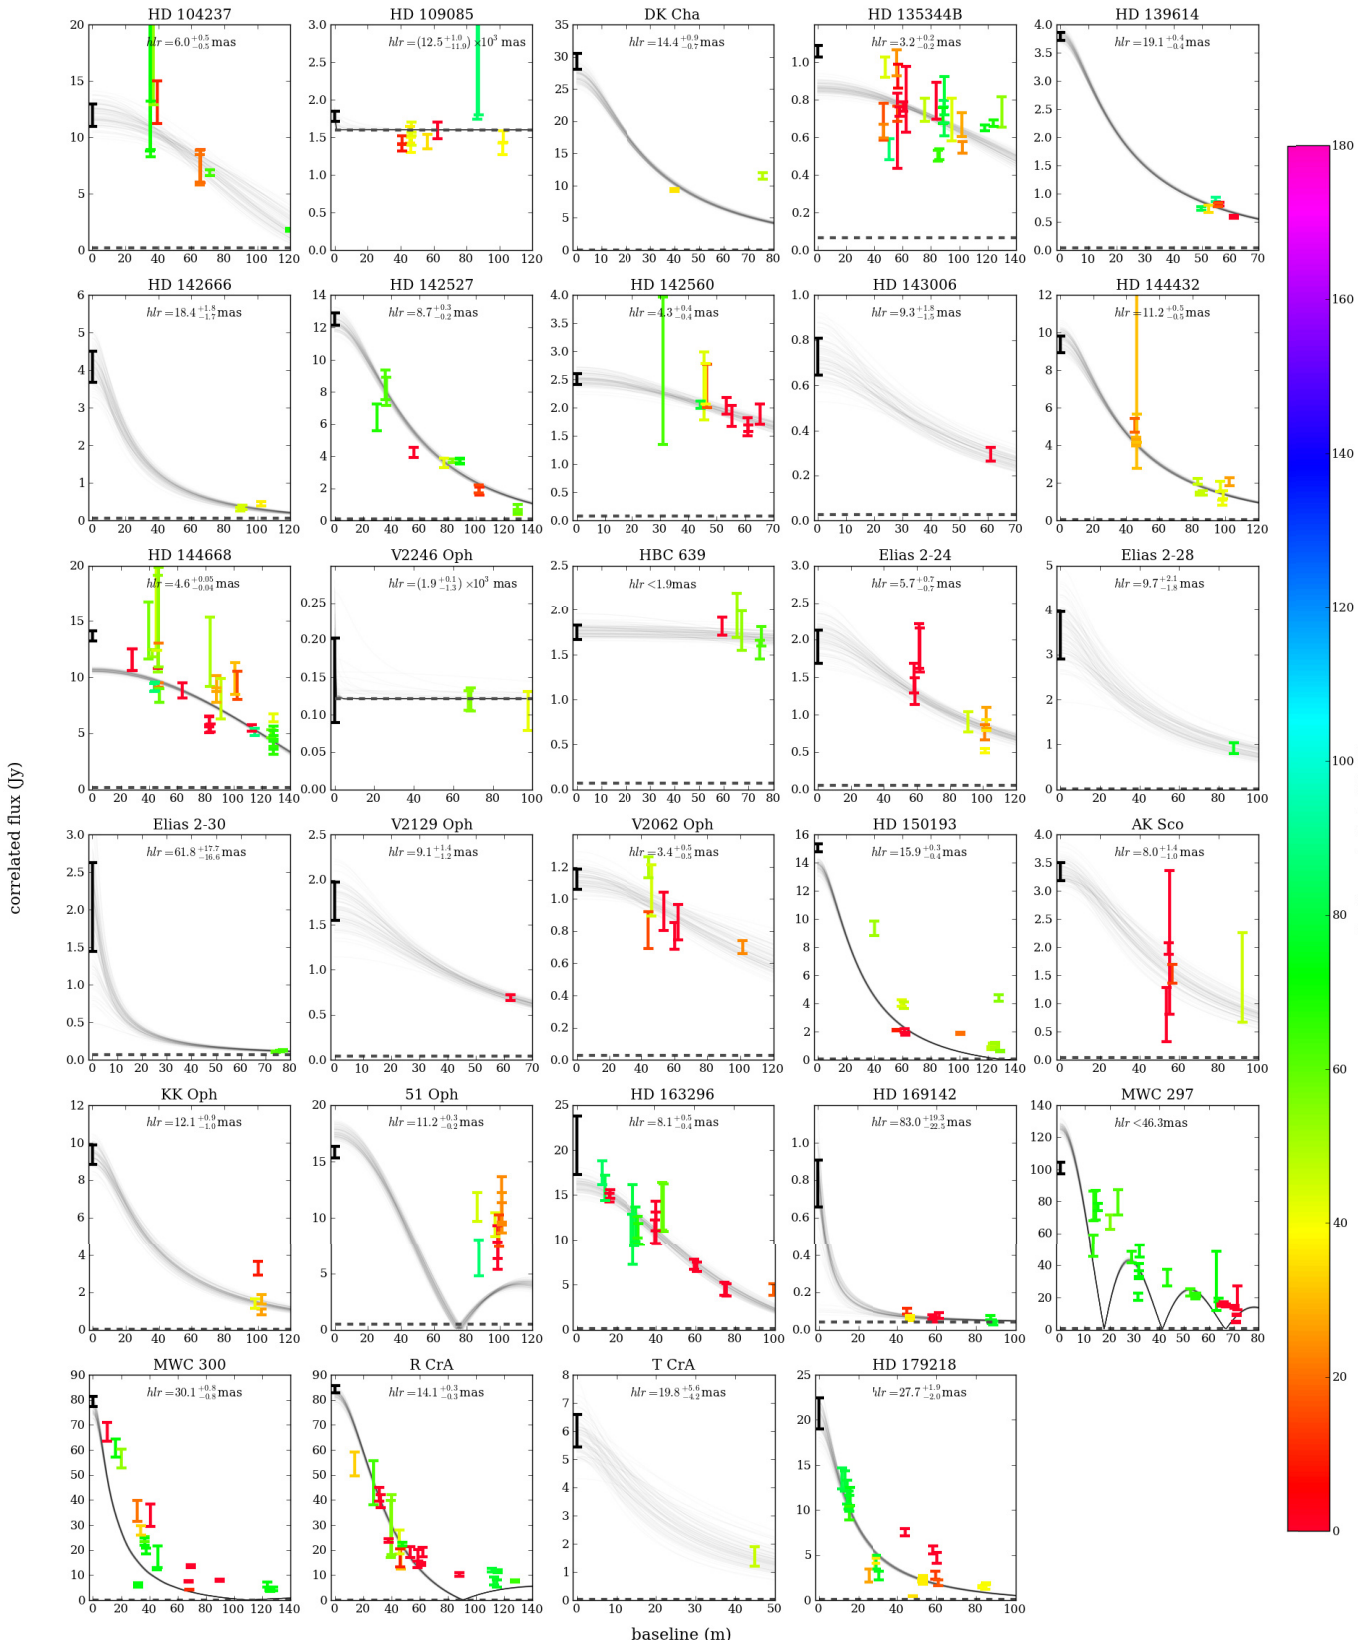 HD 104237
hlr=6.0 +0.5 −0.5 mas
HD 109085
hlr=(12.5 +1.0 −11.9) ×10³ mas
DK Cha
hlr=14.4 +0.9 −0.7 mas
HD 135344B
hlr=3.2 +0.2 −0.2 mas
HD 139614
hlr=19.1 +0.4 −0.4 mas
HD 142666
hlr=18.4 +1.8 −1.7 mas
HD 142527
hlr=8.7 +0.3 −0.2 mas
HD 142560
hlr=4.3 +0.4 −0.4 mas
HD 143006
hlr=9.3 +1.8 −1.5 mas
HD 144432
hlr=11.2 +0.5 −0.5 mas
HD 144668
hlr=4.6 +0.05 −0.04 mas
V2246 Oph
hlr=(1.9 +0.1 −1.3) ×10³ mas
HBC 639
hlr<1.9mas
Elias 2-24
hlr=5.7 +0.7 −0.7 mas
Elias 2-28
hlr=9.7 +2.1 −1.8 mas
Elias 2-30
hlr=61.8 +17.7 −16.6 mas
V2129 Oph
hlr=9.1 +1.4 −1.2 mas
V2062 Oph
hlr=3.4 +0.5 −0.5 mas
HD 150193
hlr=15.9 +0.3 −0.4 mas
AK Sco
hlr=8.0 +1.4 −1.0 mas
KK Oph
hlr=12.1 +0.9 −1.0 mas
51 Oph
hlr=11.2 +0.3 −0.2 mas
HD 163296
hlr=8.1 +0.5 −0.4 mas
HD 169142
hlr=83.0 +19.3 −22.5 mas
MWC 297
hlr<46.3mas
MWC 300
hlr=30.1 +0.8 −0.8 mas
R CrA
hlr=14.1 +0.3 −0.3 mas
T CrA
hlr=19.8 +5.6 −4.2 mas
HD 179218
hlr=27.7 +1.9 −2.0 mas
correlated flux (Jy)
baseline (m)
180
160
140
120
100
80
60
40
20
0